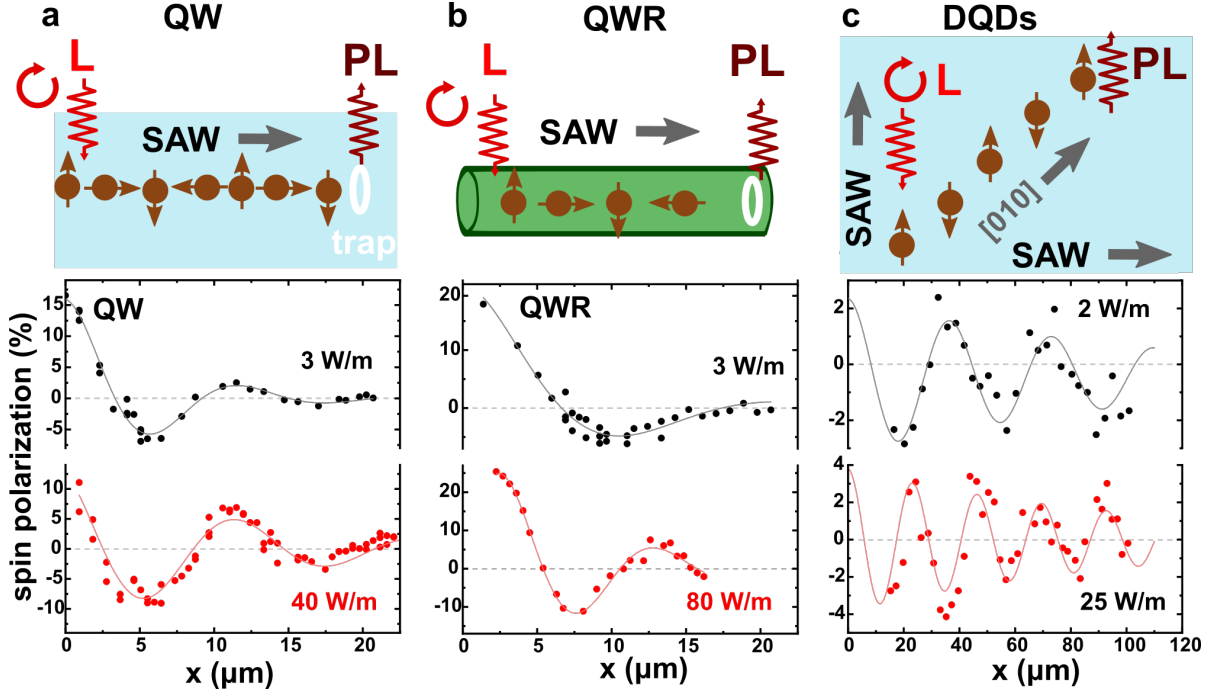 a QW
L
PL
SAW
trap
b QWR
L
PL
SAW
c DQDs
L
PL
SAW
[010]
SAW
spin polarization (%)
QW
3 W/m
40 W/m
15
10
5
0
-5
10
5
0
-5
-10
0 5 10 15 20
x (µm)
QWR
3 W/m
80 W/m
20
10
0
20
10
0
-10
0 5 10 15 20
x (µm)
2 W/m
25 W/m
2
0
-2
4
2
0
-2
-4
0 20 40 60 80 100 120
x (µm)